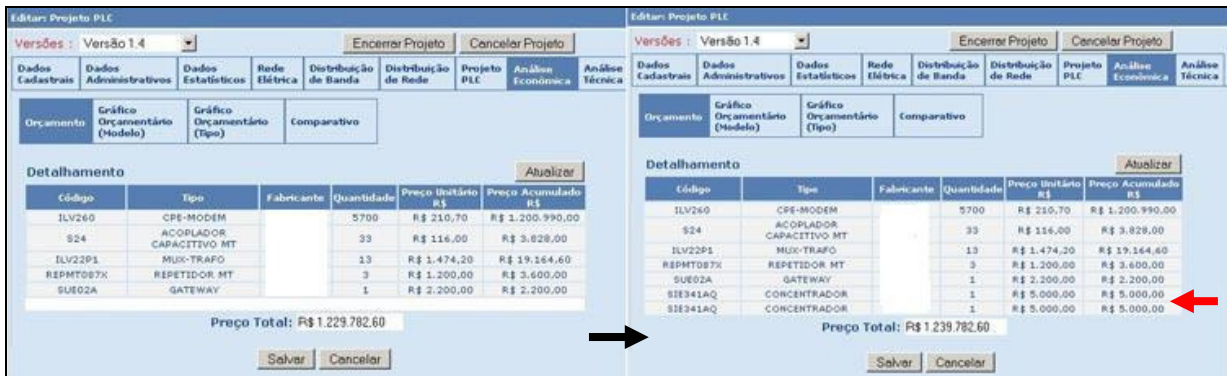 Editar: Projeto PLC
Versões : Versão 1.4 Encerrar Projeto Cancelar Projeto
Dados Cadastrais Dados Administrativos Dados Estatísticos Rede Elétrica Distribuição de Banda Distribuição de Rede Projeto PLC Análise Econômica Análise Técnica
Orçamento Gráfico Orçamentário (Modelo) Gráfico Orçamentário (Tipo) Comparativo
Detalhamento Atualizar
Código Tipo Fabricante Quantidade Preço Unitário R$ Preço Acumulado R$
ILV260 CPE-MODEM 5700 R$ 210,70 R$ 1.200.990,00
S24 ACOPLADOR CAPACITIVO MT 33 R$ 116,00 R$ 3.828,00
ILV22P1 MUX-TRAFO 13 R$ 1.474,20 R$ 19.164,60
REPMT087X REPETIDOR MT 3 R$ 1.200,00 R$ 3.600,00
SUE02A GATEWAY 1 R$ 2.200,00 R$ 2.200,00
Preço Total: R$ 1.229.782,60
Salvar Cancelar
Editar: Projeto PLC
Versões : Versão 1.4 Encerrar Projeto Cancelar Projeto
Dados Cadastrais Dados Administrativos Dados Estatísticos Rede Elétrica Distribuição de Banda Distribuição de Rede Projeto PLC Análise Econômica Análise Técnica
Orçamento Gráfico Orçamentário (Modelo) Gráfico Orçamentário (Tipo) Comparativo
Detalhamento Atualizar
Código Tipo Fabricante Quantidade Preço Unitário R$ Preço Acumulado R$
ILV260 CPE-MODEM 5700 R$ 210,70 R$ 1.200.990,00
S24 ACOPLADOR CAPACITIVO MT 33 R$ 116,00 R$ 3.828,00
ILV22P1 MUX-TRAFO 13 R$ 1.474,20 R$ 19.164,60
REPMT087X REPETIDOR MT 3 R$ 1.200,00 R$ 3.600,00
SUE02A GATEWAY 1 R$ 2.200,00 R$ 2.200,00
SIE341AQ CONCENTRADOR 1 R$ 5.000,00 R$ 5.000,00
SIE341AQ CONCENTRADOR 1 R$ 5.000,00 R$ 5.000,00
Preço Total: R$ 1.239.782,60
Salvar Cancelar